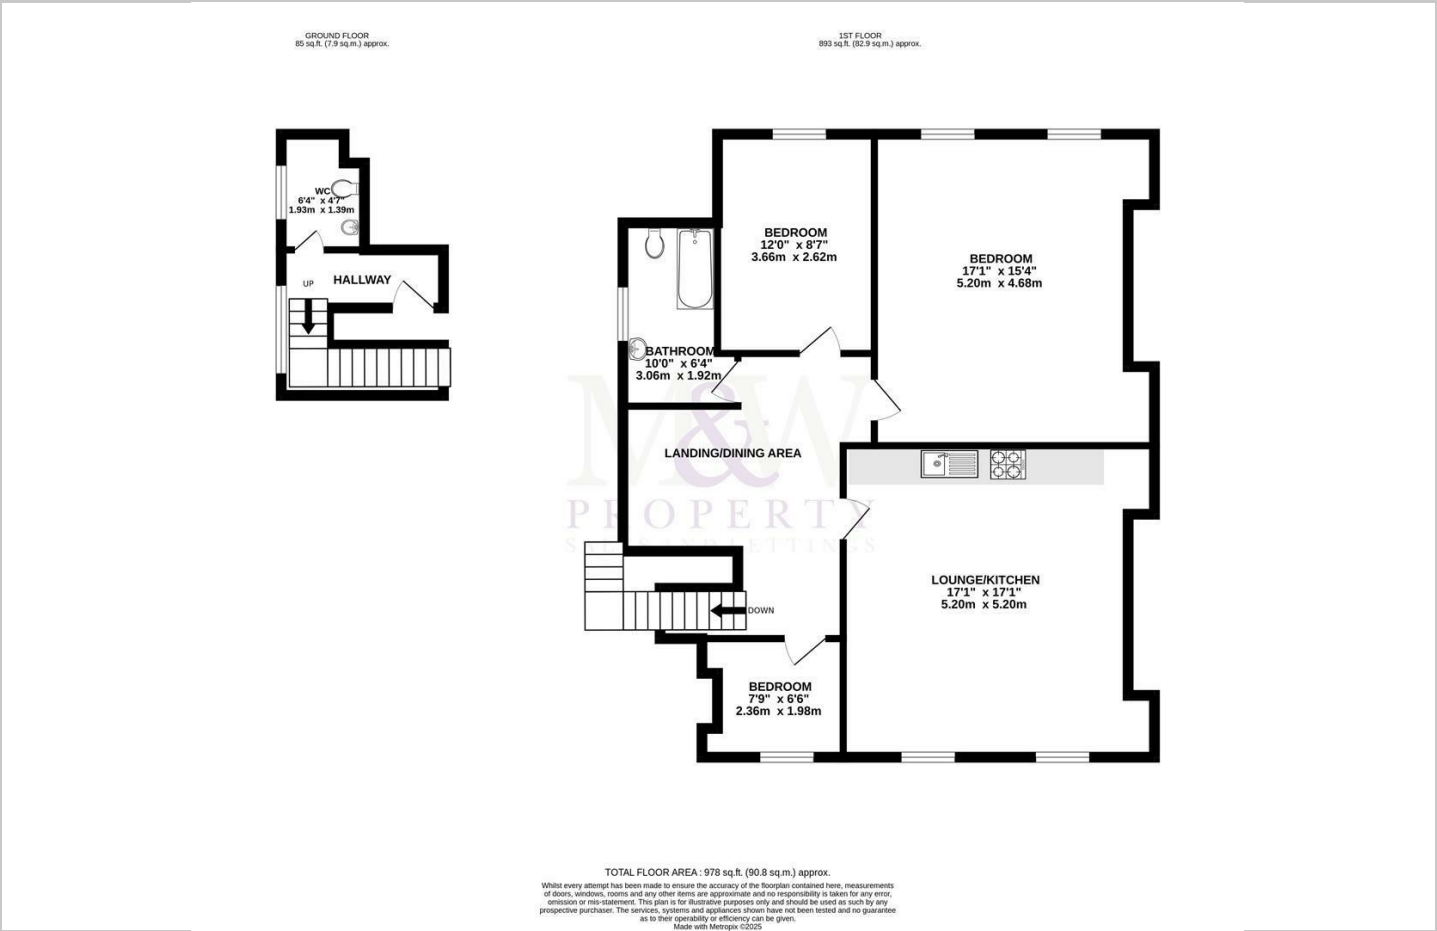 GROUND FLOOR
85 sq.ft. (7.9 sq.m.) approx.
1ST FLOOR
893 sq.ft. (82.9 sq.m.) approx.
WC
6'4" x 4'7"
1.93m x 1.39m
UP
HALLWAY
BEDROOM
12'0" x 8'7"
3.66m x 2.62m
BEDROOM
17'1" x 15'4"
5.20m x 4.68m
BATHROOM
10'0" x 6'4"
3.06m x 1.92m
LANDING/DINING AREA
M&W
PROPERTY
SALES AND LETTINGS
LOUNGE/KITCHEN
17'1" x 17'1"
5.20m x 5.20m
DOWN
BEDROOM
7'9" x 6'6"
2.36m x 1.98m
TOTAL FLOOR AREA : 978 sq.ft. (90.8 sq.m.) approx.
Whilst every attempt has been made to ensure the accuracy of the floorplan contained here, measurements
of doors, windows, rooms and any other items are approximate and no responsibility is taken for any error,
omission or mis-statement. This plan is for illustrative purposes only and should be used as such by any
prospective purchaser. The services, systems and appliances shown have not been tested and no guarantee
as to their operability or efficiency can be given.
Made with Metropix ©2025